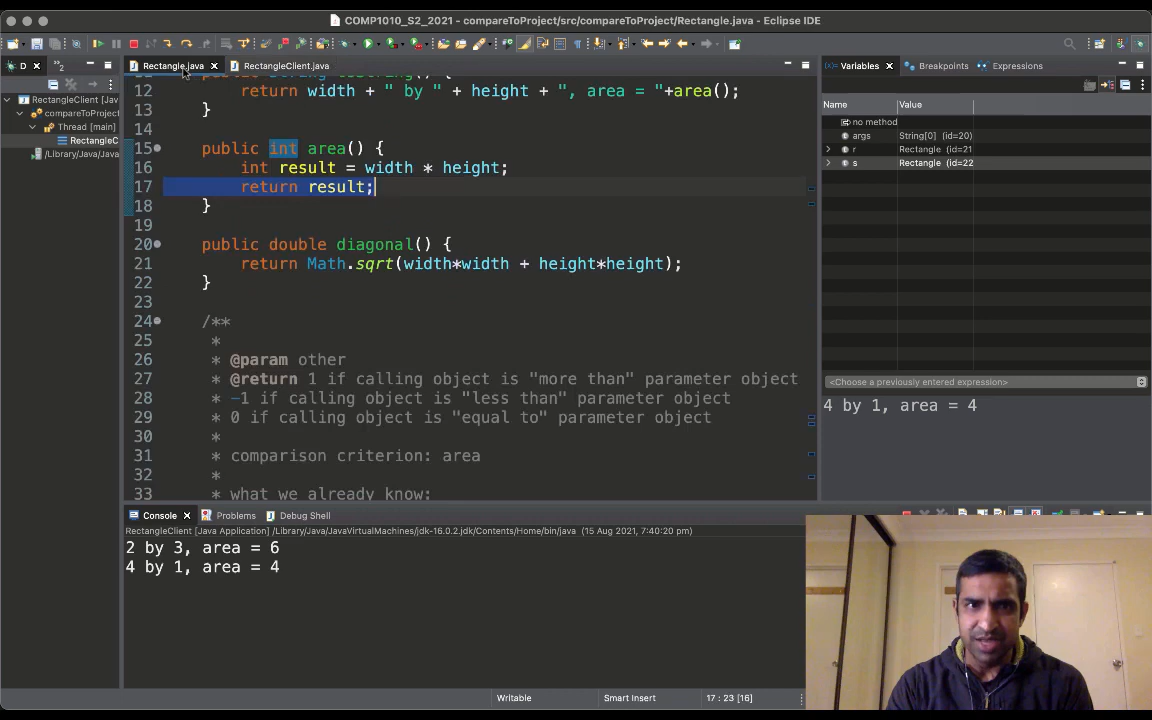 COMP1010_S2_2021 - compareToProject/src/compareToProject/Rectangle.java - Eclipse IDE
D
Rectangle.java
RectangleClient.java
RectangleClient [Jav
compareToProject
Thread [main]
RectangleC
/Library/Java/Java
12 return width + " by " + height + ", area = "+area();
13 }
14
15 public int area() {
16 int result = width * height;
17 return result;
18 }
19
20 public double diagonal() {
21 return Math.sqrt(width*width + height*height);
22 }
23
24 /**
25 *
26 * @param other
27 * @return 1 if calling object is "more than" parameter object
28 * -1 if calling object is "less than" parameter object
29 * 0 if calling object is "equal to" parameter object
30 *
31 * comparison criterion: area
32 *
33 * what we already know:
Variables Breakpoints Expressions
Name Value
no method
args String[0] (id=20)
r Rectangle (id=21
s Rectangle (id=22
<Choose a previously entered expression>
4 by 1, area = 4
Console Problems Debug Shell
RectangleClient [Java Application] /Library/Java/JavaVirtualMachines/jdk-16.0.2.jdk/Contents/Home/bin/java (15 Aug 2021, 7:40:20 pm)
2 by 3, area = 6
4 by 1, area = 4
Writable Smart Insert 17 : 23 [16]